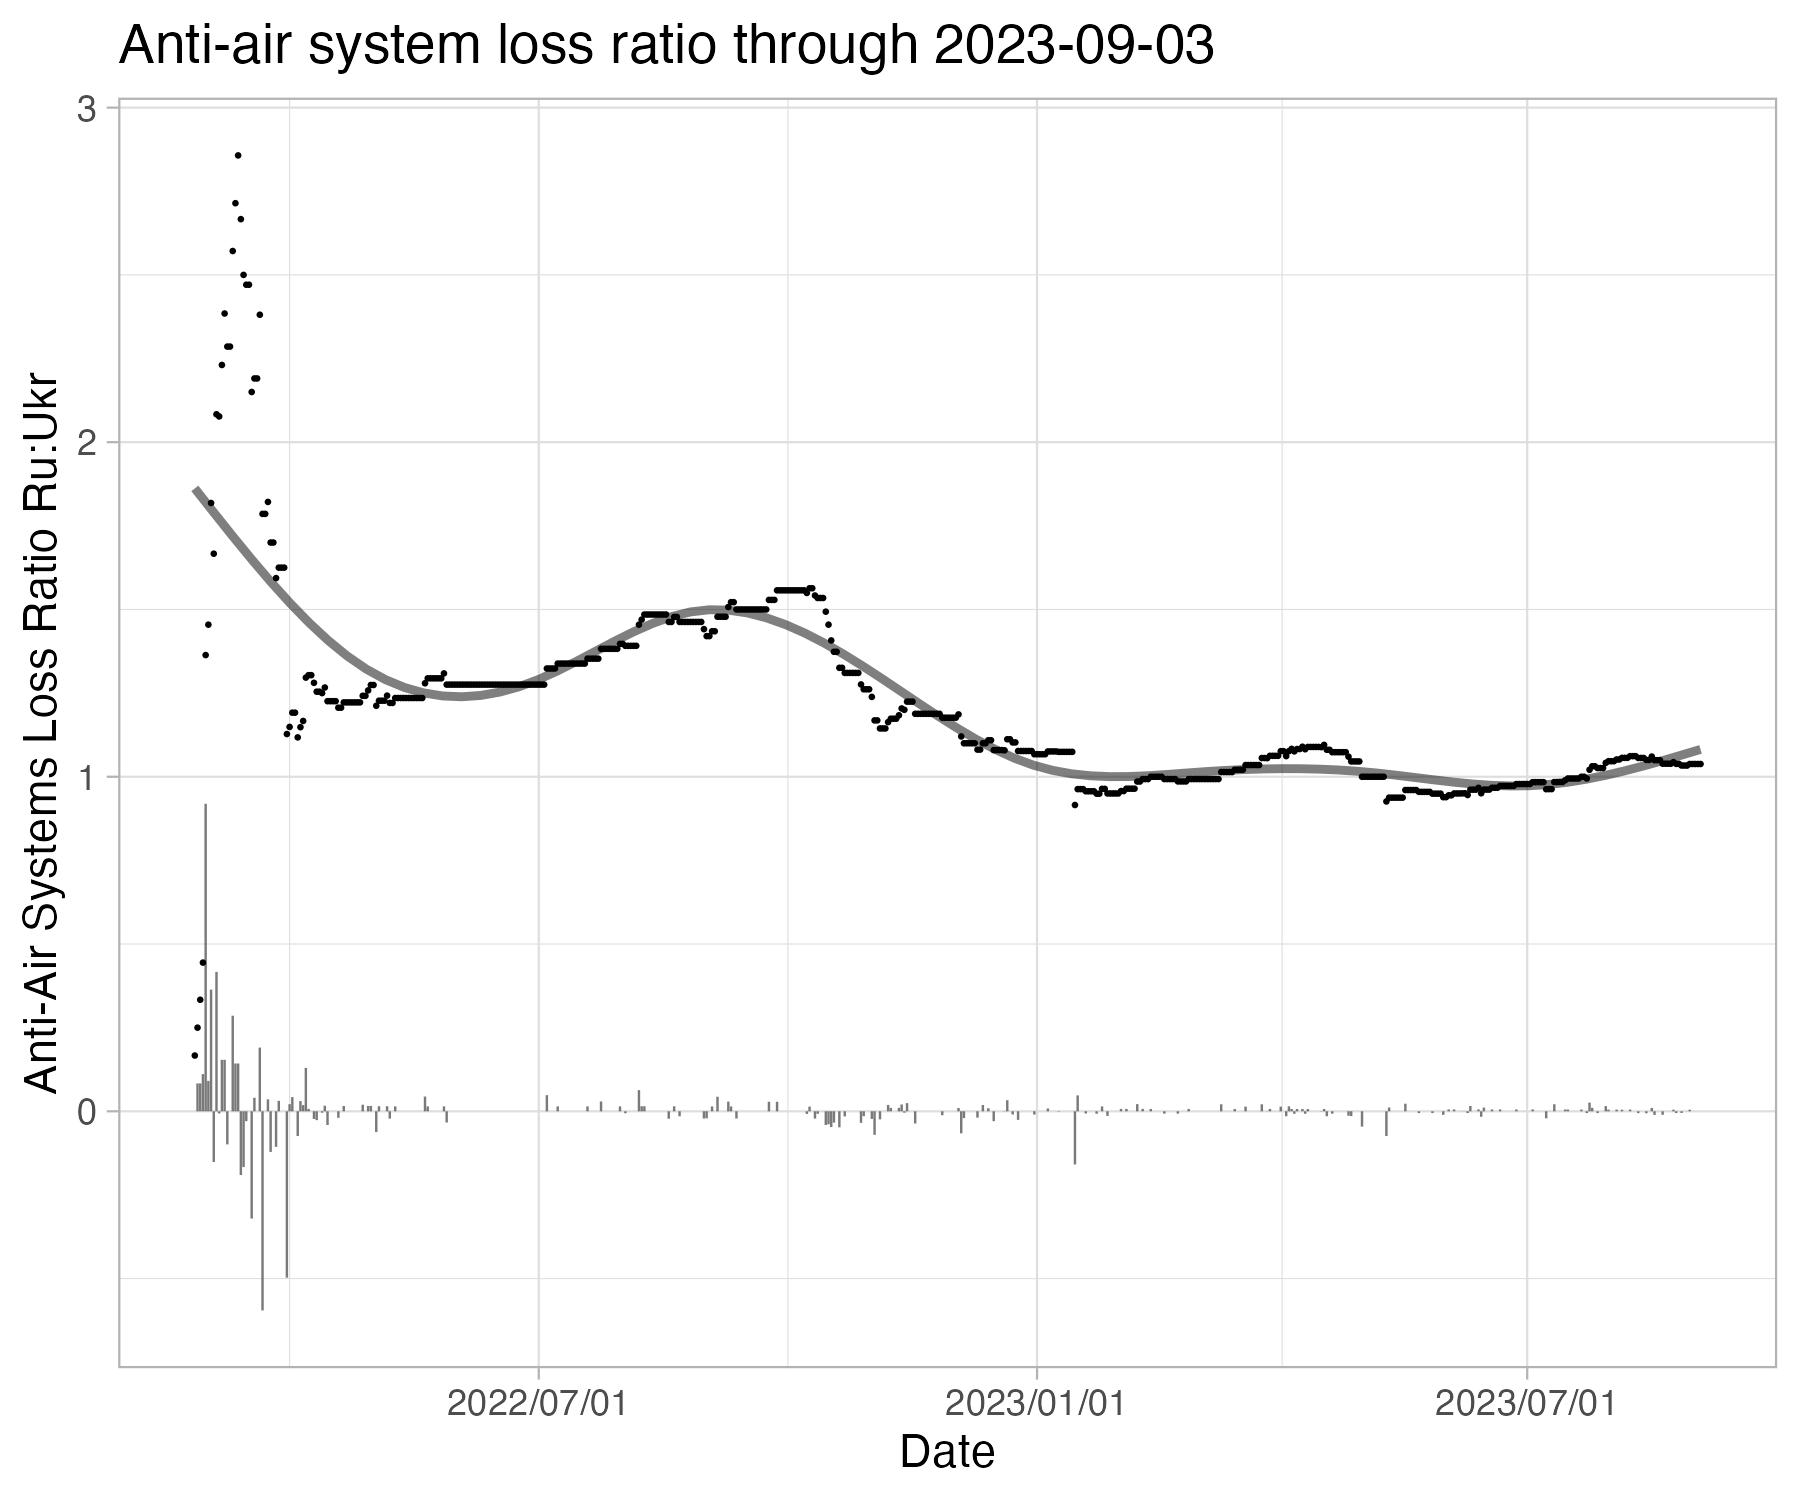 Anti-air system loss ratio through 2023-09-03
Anti-Air Systems Loss Ratio Ru:Ukr
3
2
1
0
2022/07/01
2023/01/01
2023/07/01
Date